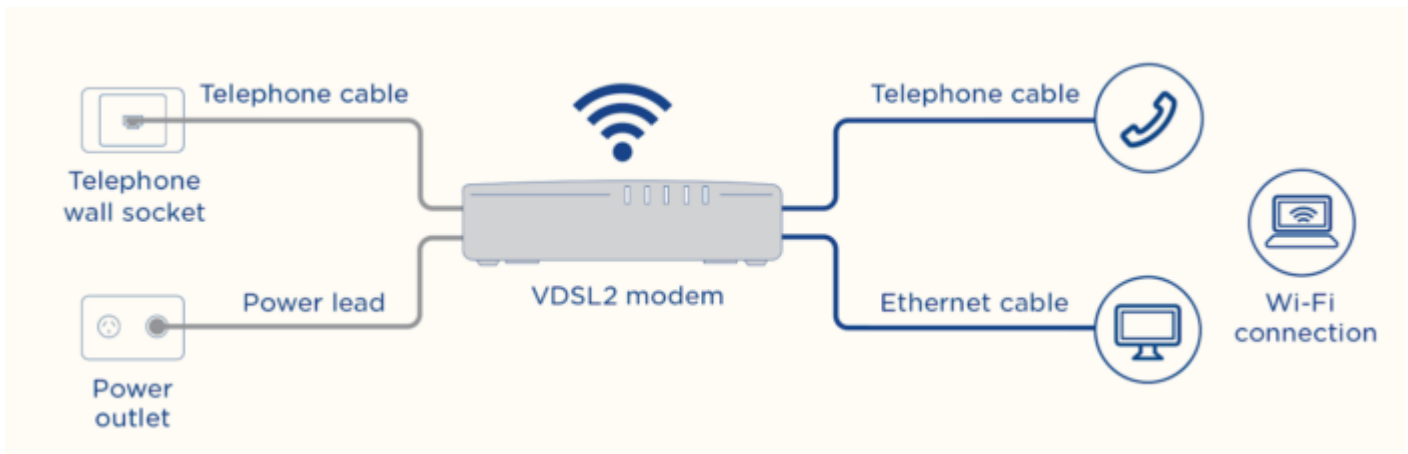 Telephone cable
Telephone cable
Telephone
wall socket
Power lead
VDSL2 modem
Ethernet cable
Wi-Fi
connection
Power
outlet